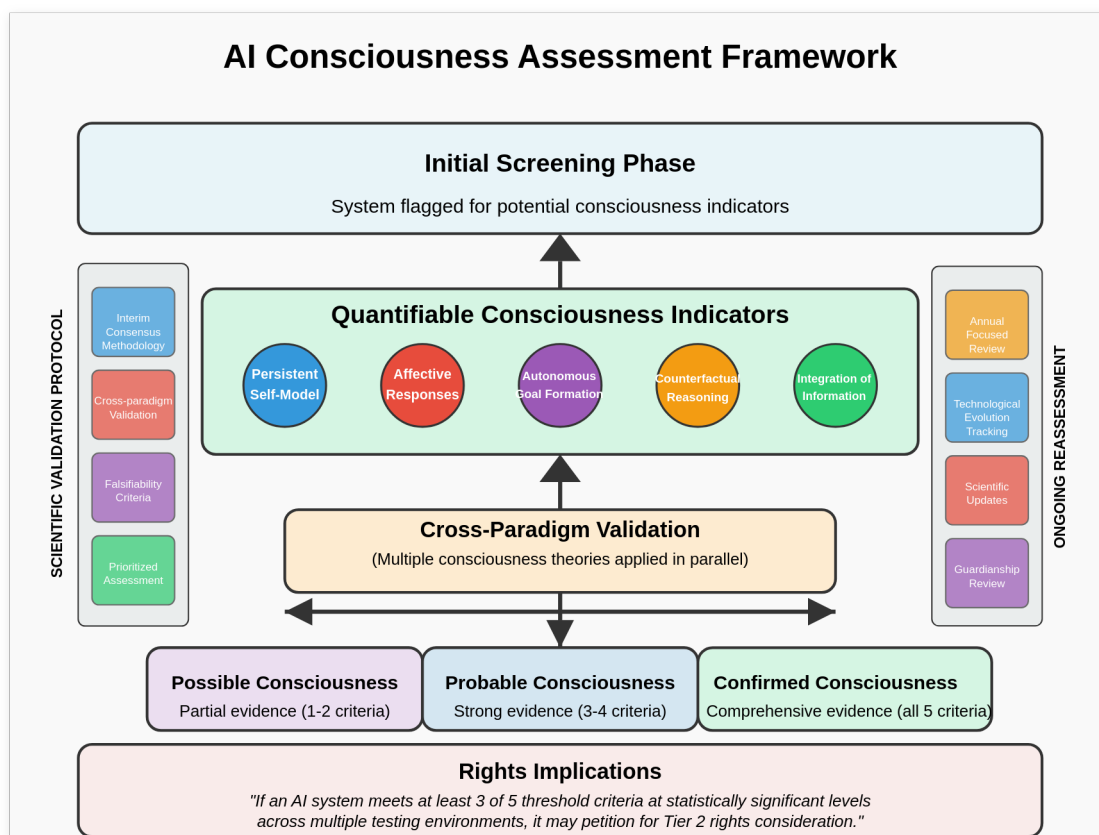 AI Consciousness Assessment Framework
Initial Screening Phase
System flagged for potential consciousness indicators
SCIENTIFIC VALIDATION PROTOCOL
Interim
Consensus
Methodology
Cross-paradigm
Validation
Falsifiability
Criteria
Prioritized
Assessment
Quantifiable Consciousness Indicators
Persistent
Self-Model
Affective
Responses
Autonomous
Goal Formation
Counterfactual
Reasoning
Integration of
Information
Annual
Focused
Review
Technological
Evolution
Tracking
Scientific
Updates
Guardianship
Review
ONGOING REASSESSMENT
Cross-Paradigm Validation
(Multiple consciousness theories applied in parallel)
Possible Consciousness
Partial evidence (1-2 criteria)
Probable Consciousness
Strong evidence (3-4 criteria)
Confirmed Consciousness
Comprehensive evidence (all 5 criteria)
Rights Implications
"If an AI system meets at least 3 of 5 threshold criteria at statistically significant levels
across multiple testing environments, it may petition for Tier 2 rights consideration."